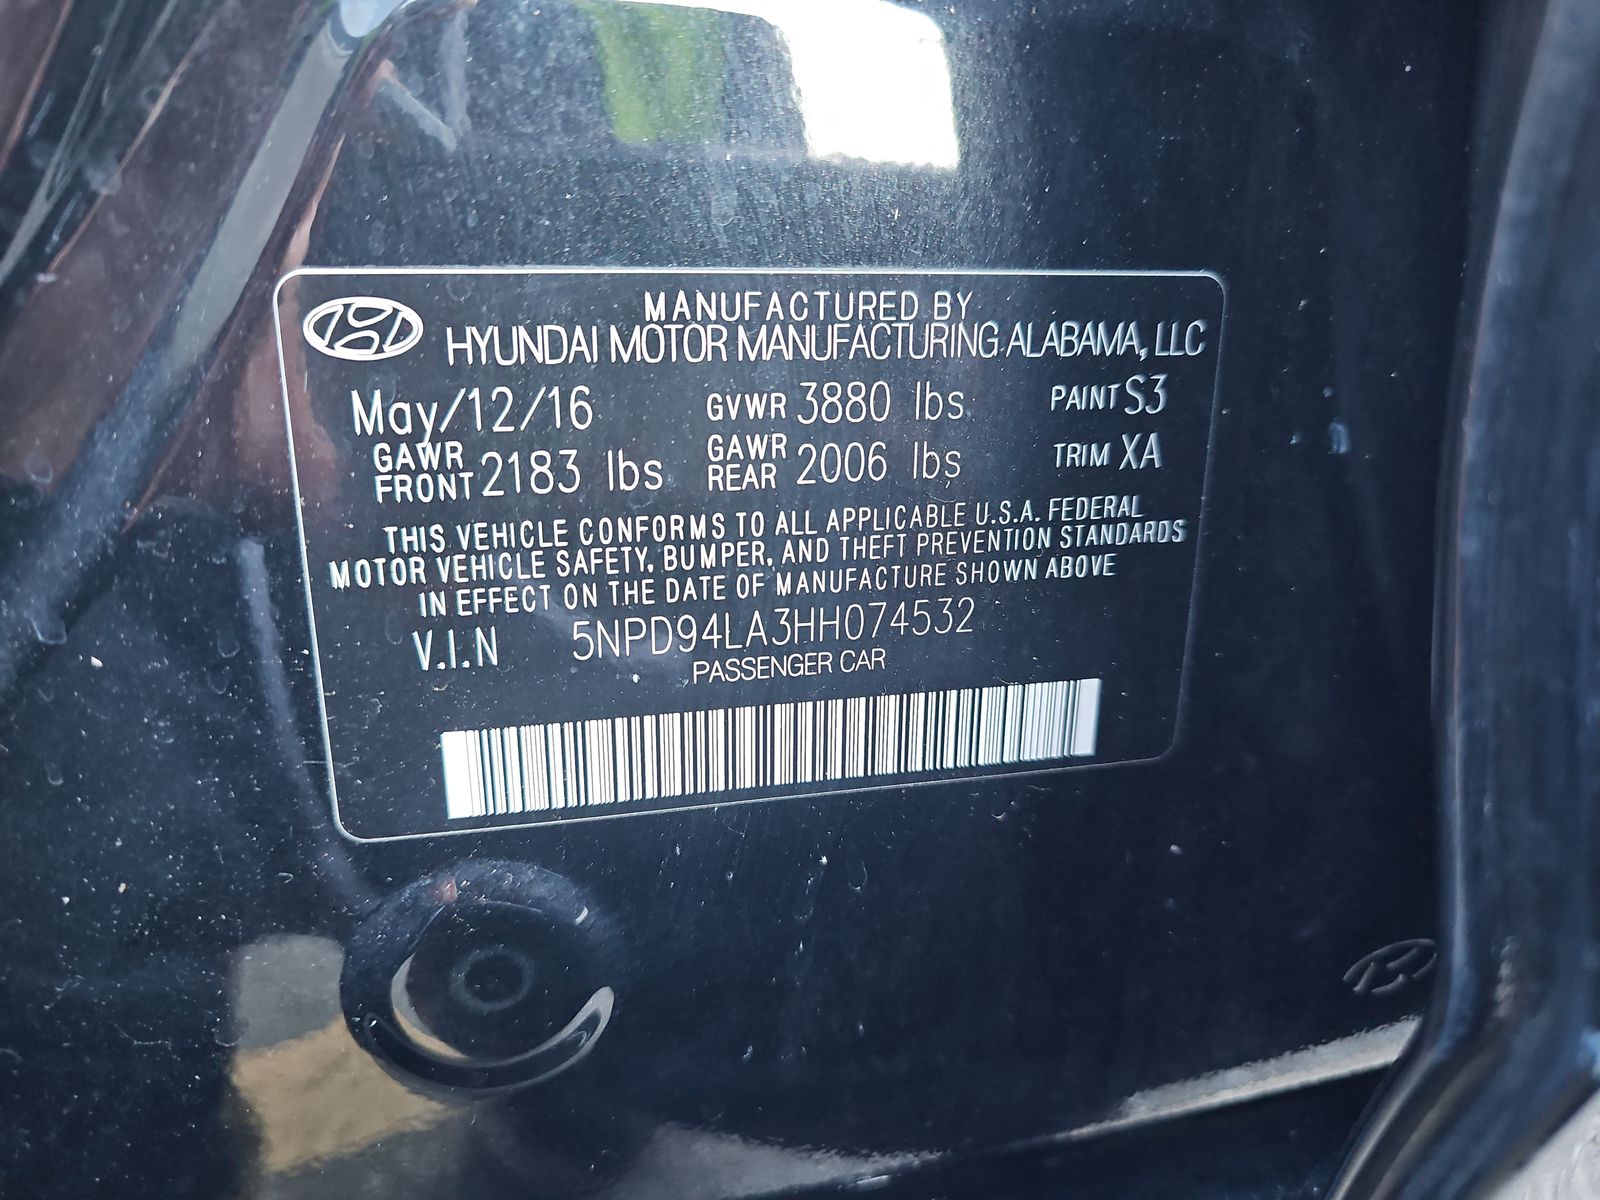 MANUFACTURED BY
HYUNDAI MOTOR MANUFACTURING ALABAMA, LLC
May/12/16 GVWR 3880 lbs PAINT S3
GAWR FRONT 2183 lbs GAWR REAR 2006 lbs TRIM XA
THIS VEHICLE CONFORMS TO ALL APPLICABLE U.S.A. FEDERAL
MOTOR VEHICLE SAFETY, BUMPER, AND THEFT PREVENTION STANDARDS
IN EFFECT ON THE DATE OF MANUFACTURE SHOWN ABOVE
V.I.N 5NPD94LA3HH074532
PASSENGER CAR